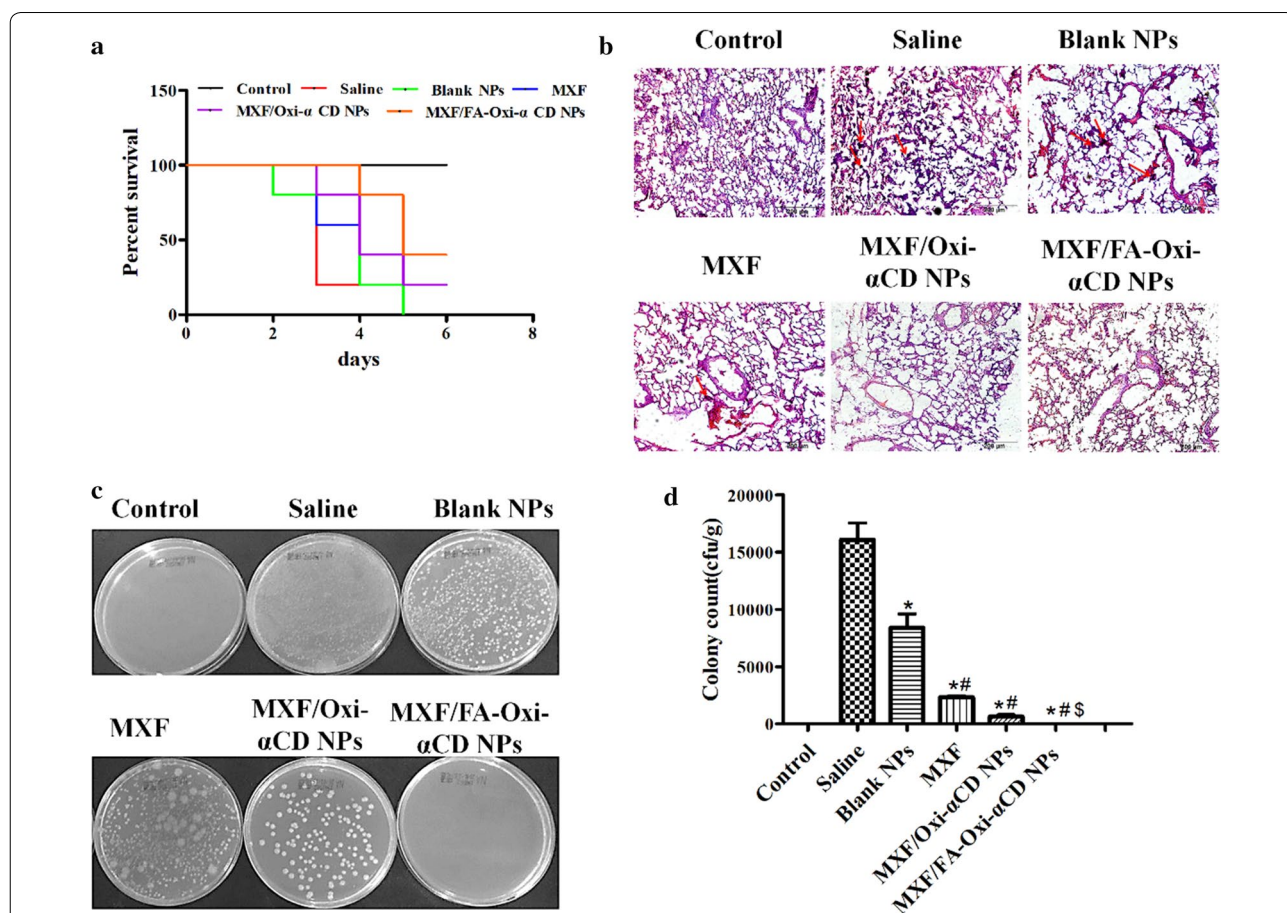 a
Control Saline Blank NPs MXF
MXF/Oxi-α CD NPs MXF/FA-Oxi-α CD NPs
150
100
50
0
Percent survival
0 2 4 6 8
days
b
Control Saline Blank NPs
MXF MXF/Oxi-
αCD NPs MXF/FA-Oxi-
αCD NPs
c
Control Saline Blank NPs
MXF MXF/Oxi-
αCD NPs MXF/FA-Oxi-
αCD NPs
d
20000
15000
10000
5000
0
Colony count(cfu/g)
*
*#
*#
*#$
Control
Saline
Blank NPs
MXF
MXF/Oxi-αCD NPs
MXF/FA-Oxi-αCD NPs